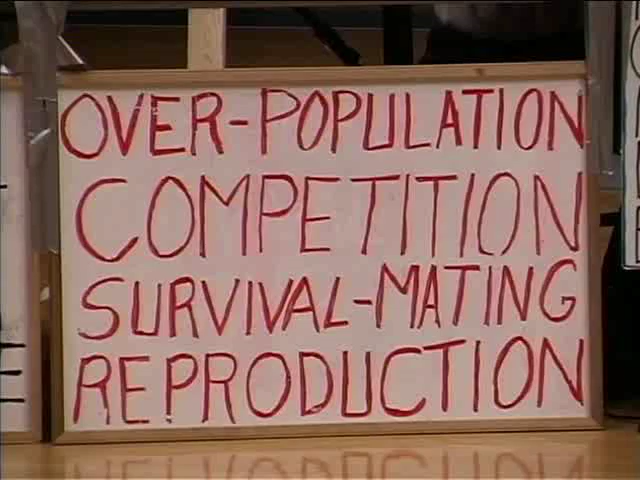 OVER-POPULATION
COMPETITION
SURVIVAL-MATING
REPRODUCTION